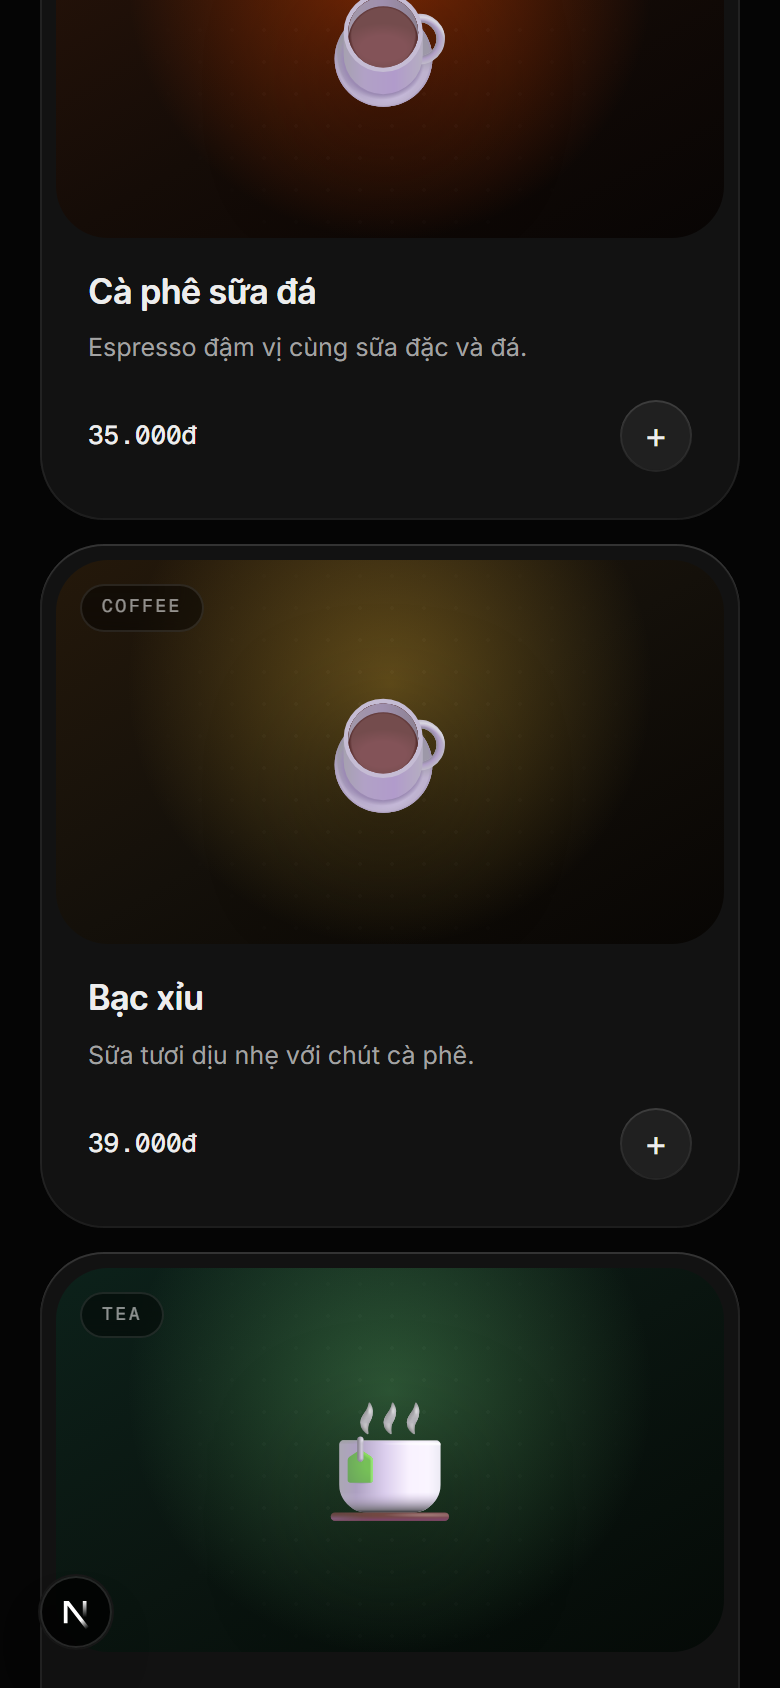 Cà phê sữa đá
Espresso đậm vị cùng sữa đặc và đá.
35.000đ
+
COFFEE
Bạc xỉu
Sữa tươi dịu nhẹ với chút cà phê.
39.000đ
+
TEA
N